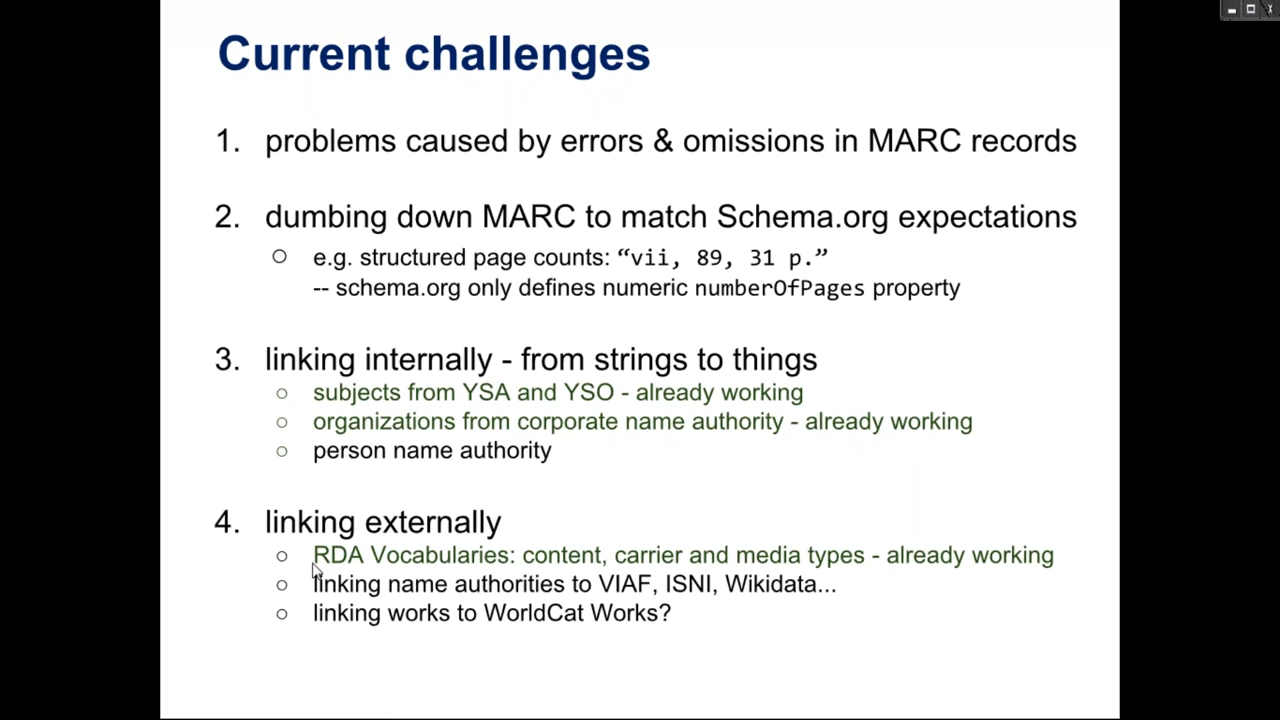 Current challenges
1. problems caused by errors & omissions in MARC records
2. dumbing down MARC to match Schema.org expectations
○ e.g. structured page counts: “vii, 89, 31 p.”
-- schema.org only defines numeric numberOfPages property
3. linking internally - from strings to things
○ subjects from YSA and YSO - already working
○ organizations from corporate name authority - already working
○ person name authority
4. linking externally
○ RDA Vocabularies: content, carrier and media types - already working
○ linking name authorities to VIAF, ISNI, Wikidata...
○ linking works to WorldCat Works?